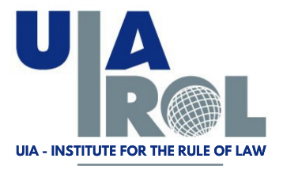 UIA
IROL
UIA - INSTITUTE FOR THE RULE OF LAW